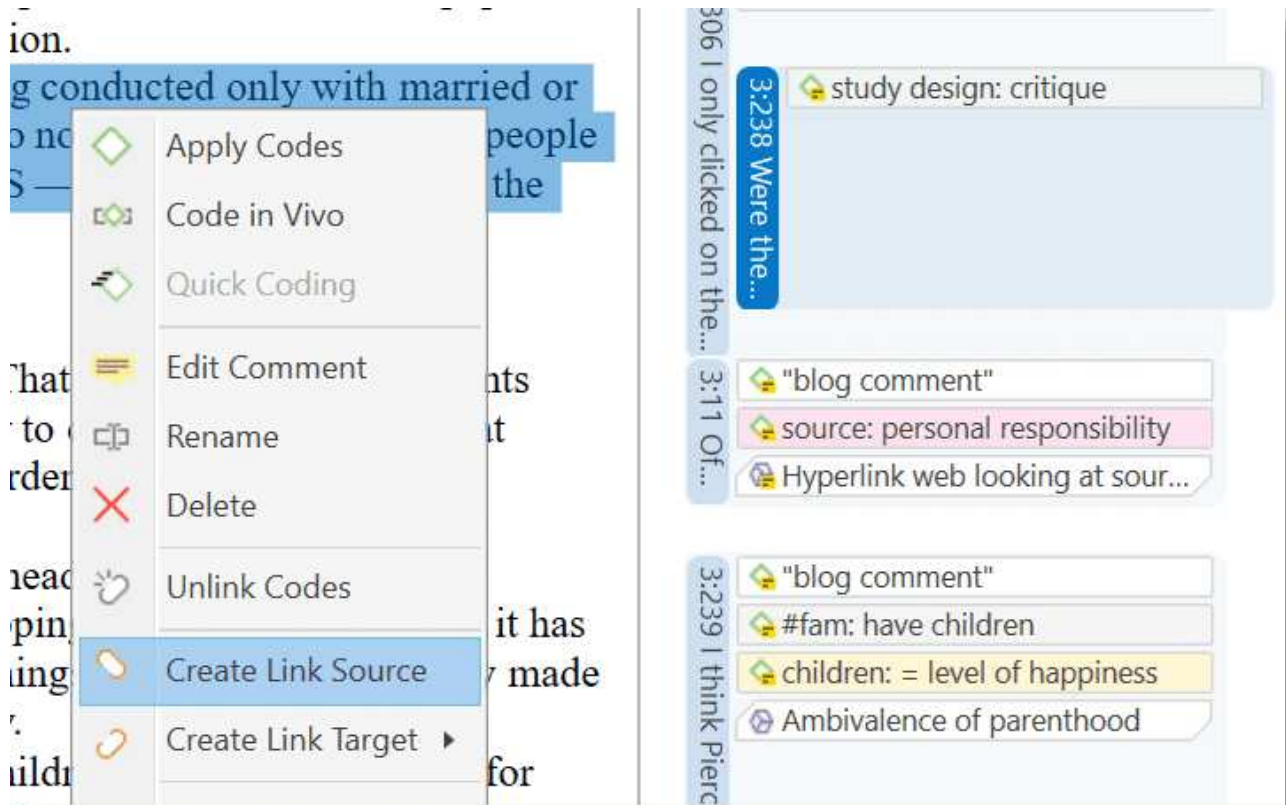 ion.
g conducted only with married or
people
S —
the
Apply Codes
Code in Vivo
Quick Coding
Edit Comment
Rename
Delete
Unlink Codes
Create Link Source
Create Link Target
That
nts
to
rder
it has
made
for
306 I only clicked on the...
3:238 Were the...
study design: critique
3:11 Of...
"blog comment"
source: personal responsibility
Hyperlink web looking at sour...
3:239 I think Pierc
"blog comment"
#fam: have children
children: = level of happiness
Ambivalence of parenthood